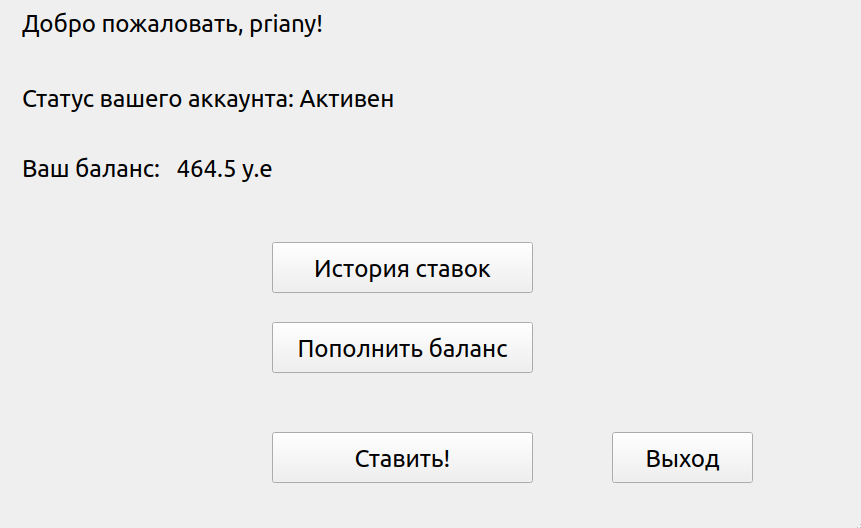 Добро пожаловать, priany!
Статус вашего аккаунта: Активен
Ваш баланс: 464.5 у.е
История ставок
Пополнить баланс
Ставить!
Выход